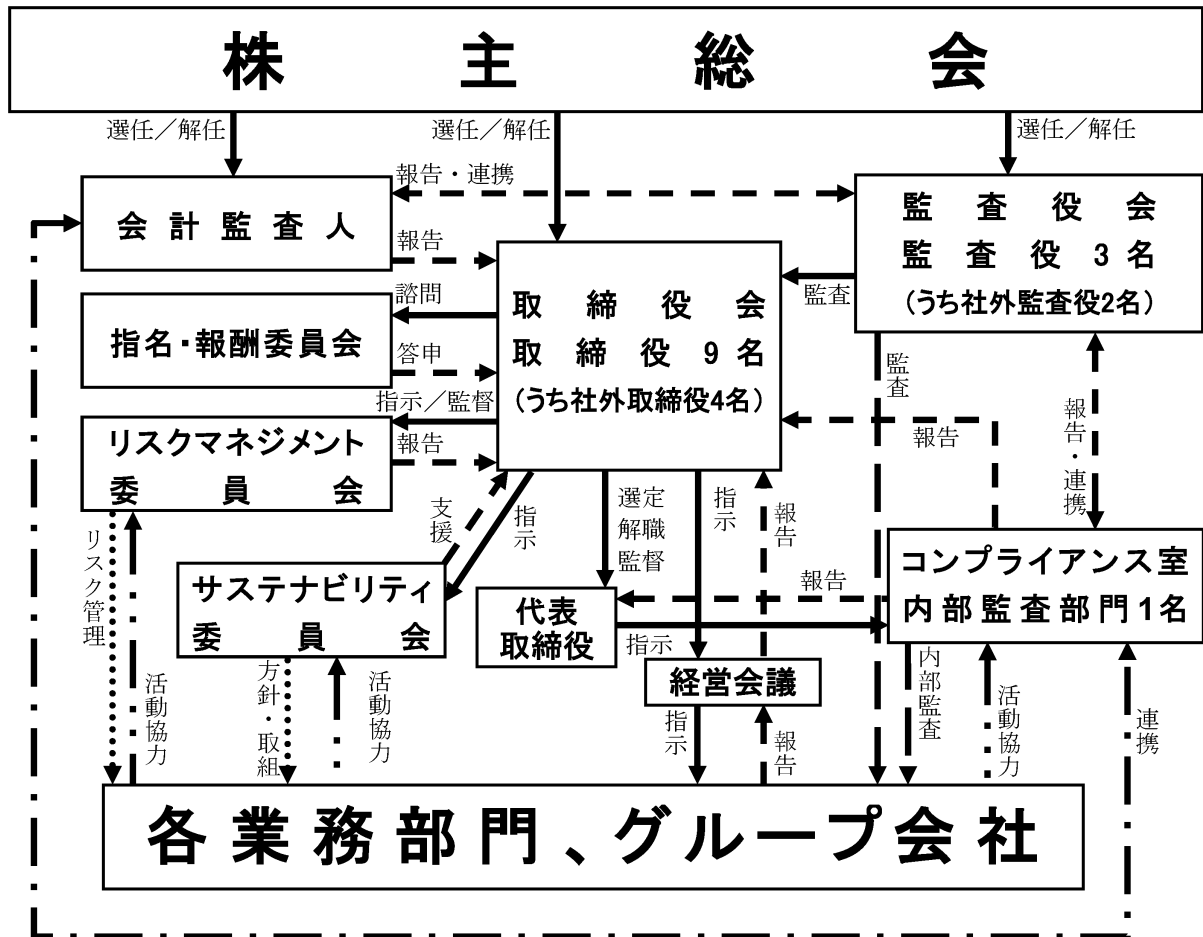 株主総会
選任／解任
選任／解任
選任／解任
会計監査人
報告・連携
監査役会
監査役3名
(うち社外監査役2名)
報告
監査
諮問
取締役会
取締役9名
(うち社外取締役4名)
指名・報酬委員会
答申
監査
指示／監督
リスクマネジメント
委員会
報告
報告
報告・連携
支援
指示
選定
解職
監督
指示
報告
リスク管理
サステナビリティ
委員会
代表
取締役
報告
コンプライアンス室
内部監査部門1名
指示
経営会議
活動協力
方針・取組
活動協力
指示
報告
内部監査
活動協力
連携
各業務部門、グループ会社